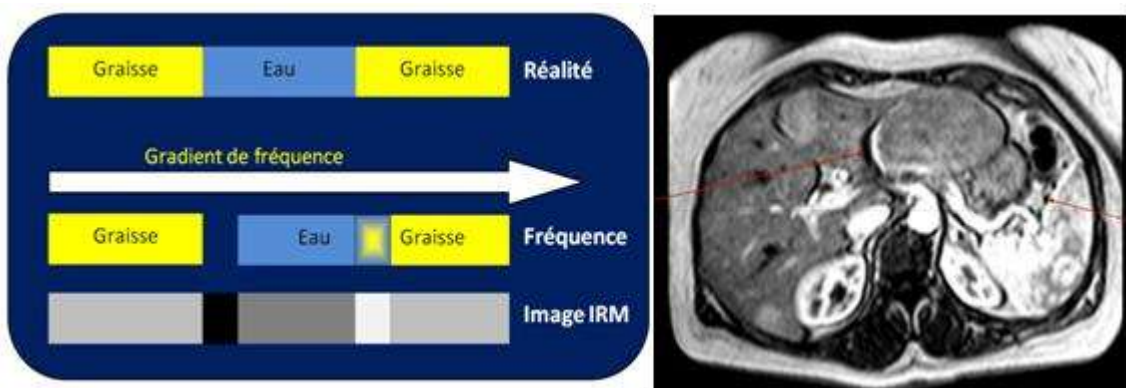 Graisse Eau Graisse Réalité
Gradient de fréquence
Graisse Eau Graisse Fréquence
Image IRM